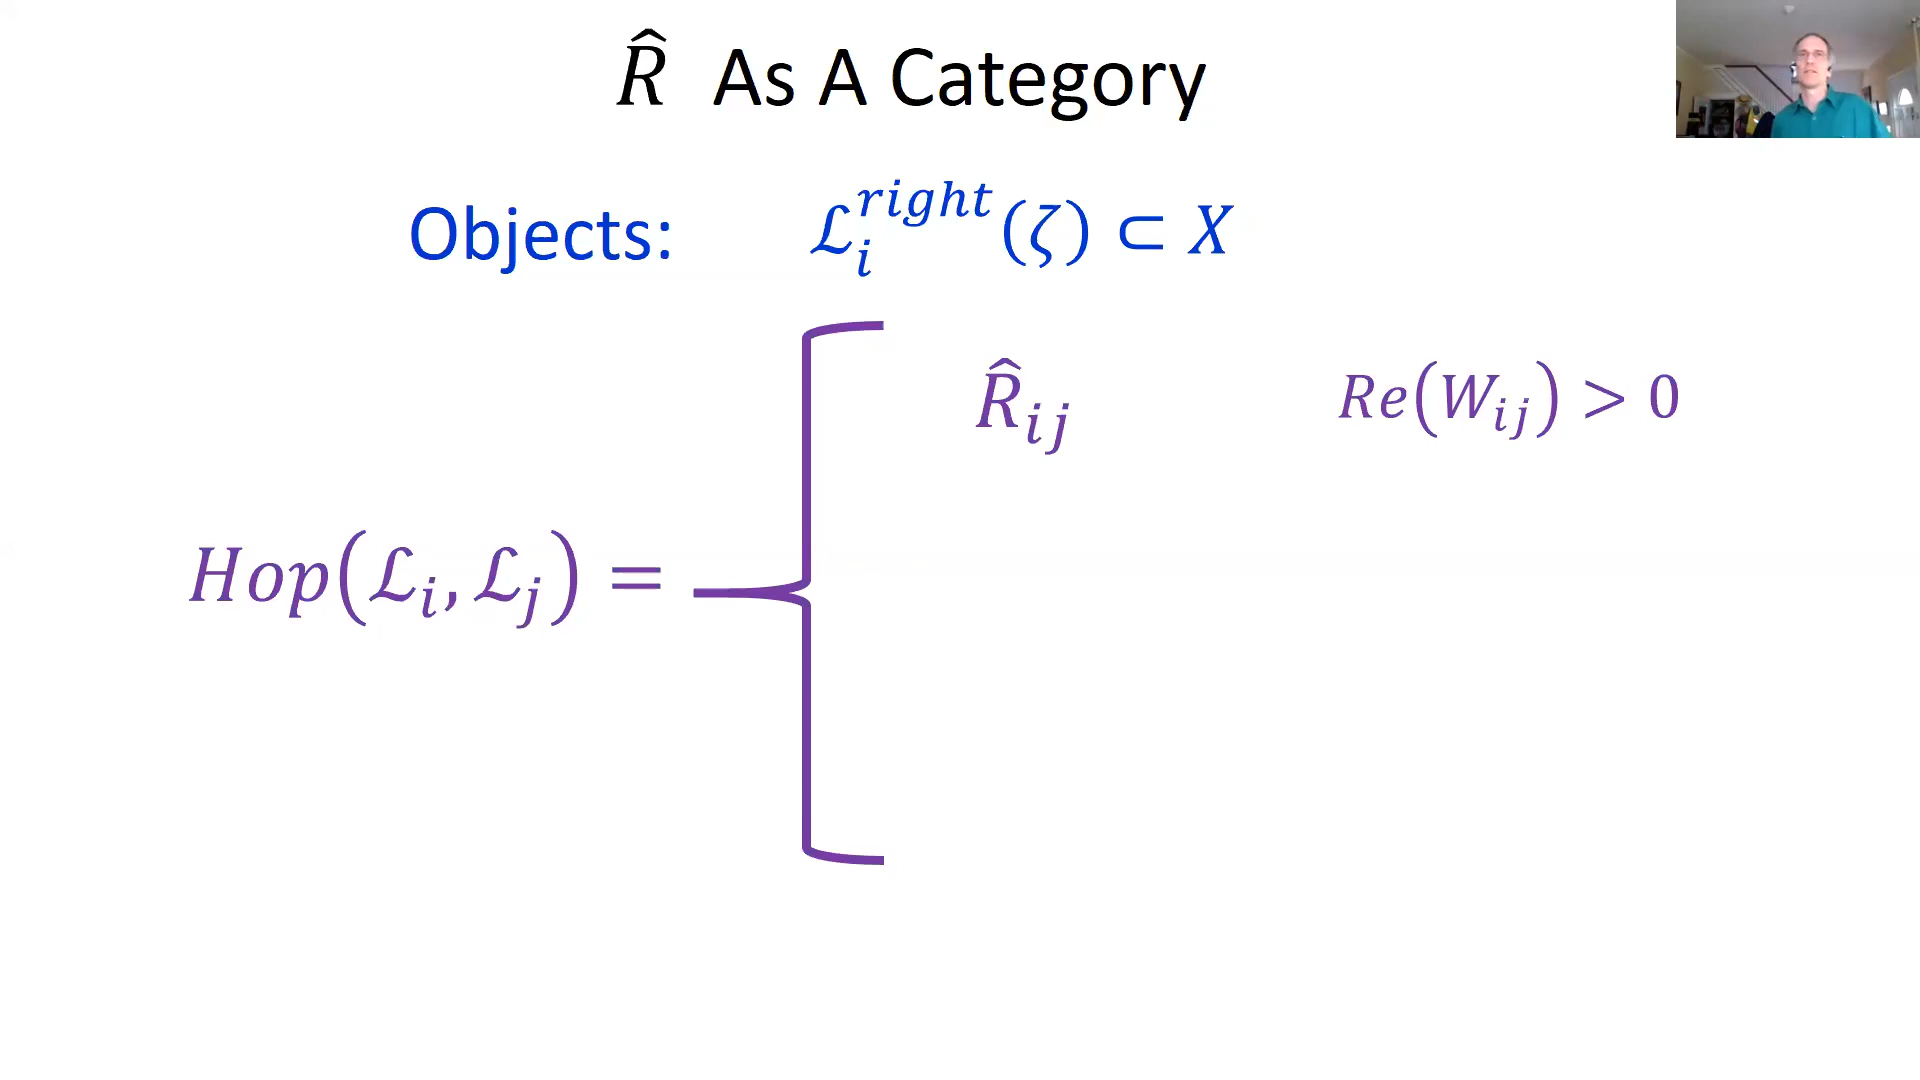 R̂ As A Category
Objects: ℒ_i^{right}(ζ) ⊂ X
R̂_{ij} Re(W_{ij}) > 0
Hop(ℒ_i, ℒ_j) =